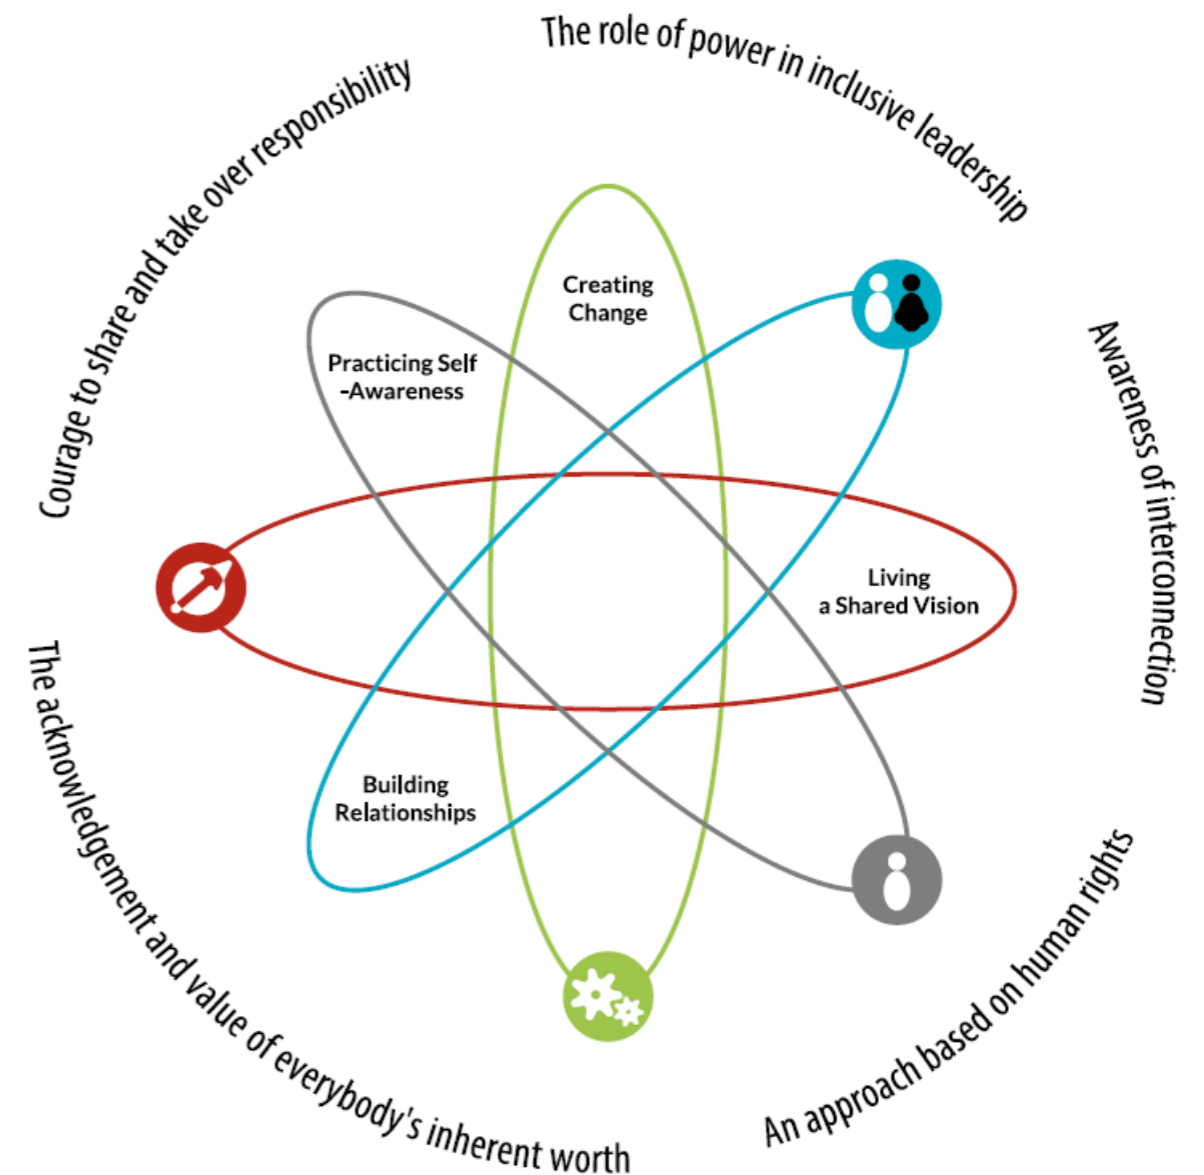 The role of power in inclusive leadership
Courage to share and take over responsibility
Awareness of interconnection
Creating
Change
Practicing Self
-Awareness
Living
a Shared Vision
Building
Relationships
The acknowledgement and value of everybody's inherent worth
An approach based on human rights